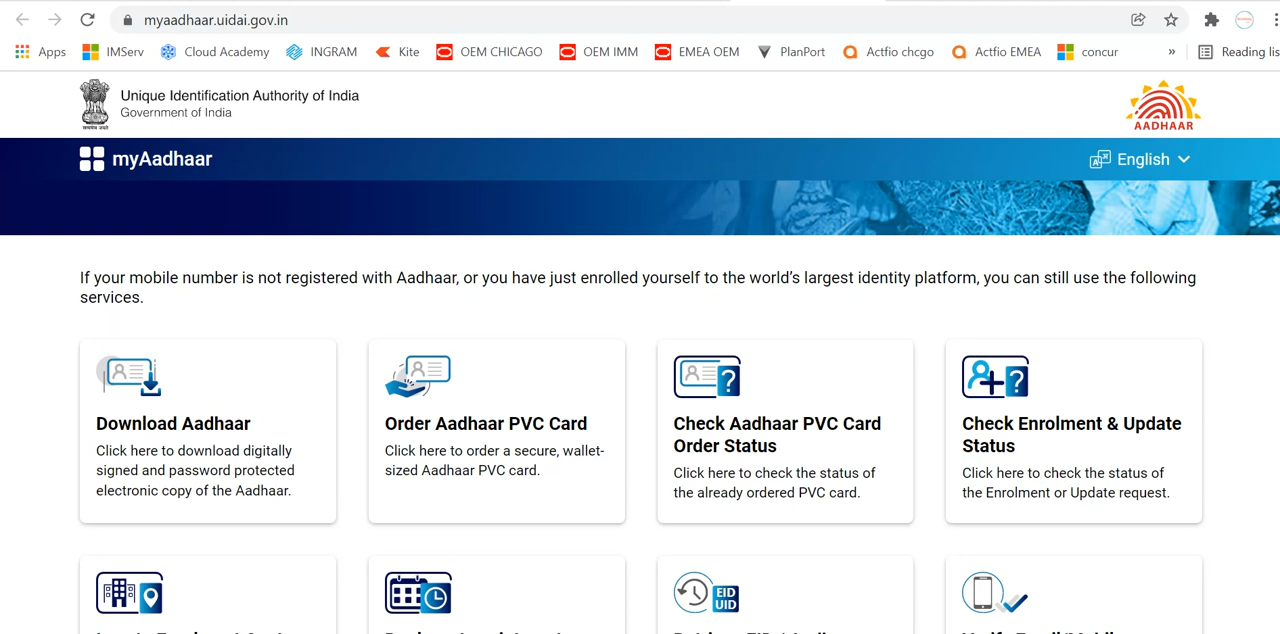 myaadhaar.uidai.gov.in
Apps IMServ Cloud Academy INGRAM Kite OEM CHICAGO OEM IMM EMEA OEM PlanPort Actfio chcgo Actfio EMEA concur » Reading lis
Unique Identification Authority of India
Government of India
AADHAAR
myAadhaar
English
If your mobile number is not registered with Aadhaar, or you have just enrolled yourself to the world’s largest identity platform, you can still use the following
services.
Download Aadhaar
Click here to download digitally
signed and password protected
electronic copy of the Aadhaar.
Order Aadhaar PVC Card
Click here to order a secure, wallet-
sized Aadhaar PVC card.
Check Aadhaar PVC Card
Order Status
Click here to check the status of
the already ordered PVC card.
Check Enrolment & Update
Status
Click here to check the status of
the Enrolment or Update request.
EID
UID